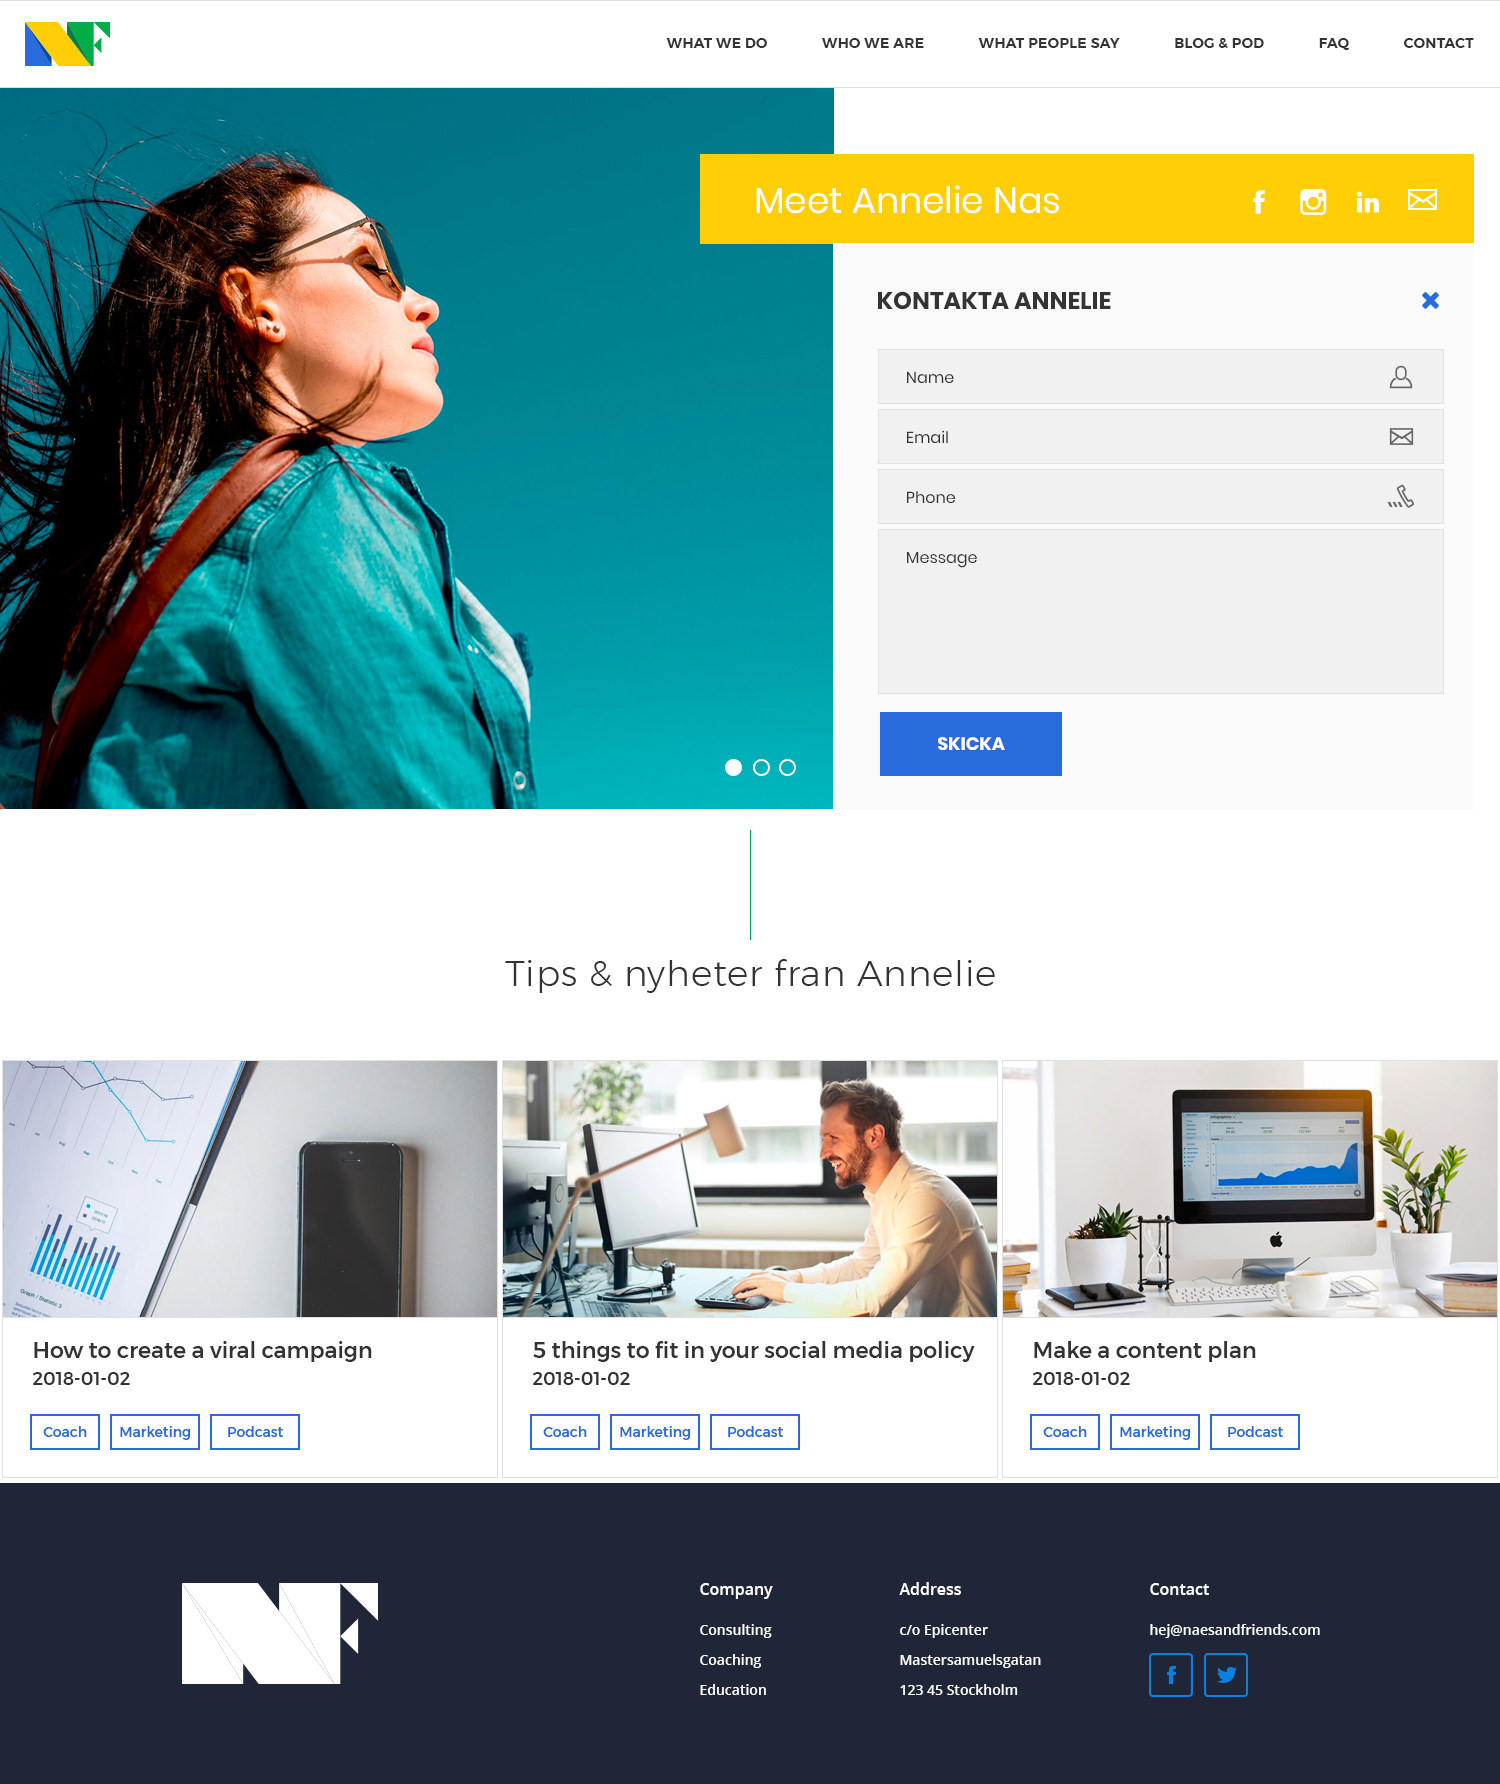 WHAT WE DO
WHO WE ARE
WHAT PEOPLE SAY
BLOG & POD
FAQ
CONTACT
Meet Annelie Nas
KONTAKTA ANNELIE
Name
Email
Phone
Message
SKICKA
Tips & nyheter fran Annelie
How to create a viral campaign
2018-01-02
Coach
Marketing
Podcast
5 things to fit in your social media policy
2018-01-02
Coach
Marketing
Podcast
Make a content plan
2018-01-02
Coach
Marketing
Podcast
Company
Consulting
Coaching
Education
Address
c/o Epicenter
Mastersamuelsgatan
123 45 Stockholm
Contact
hej@naesandfriends.com